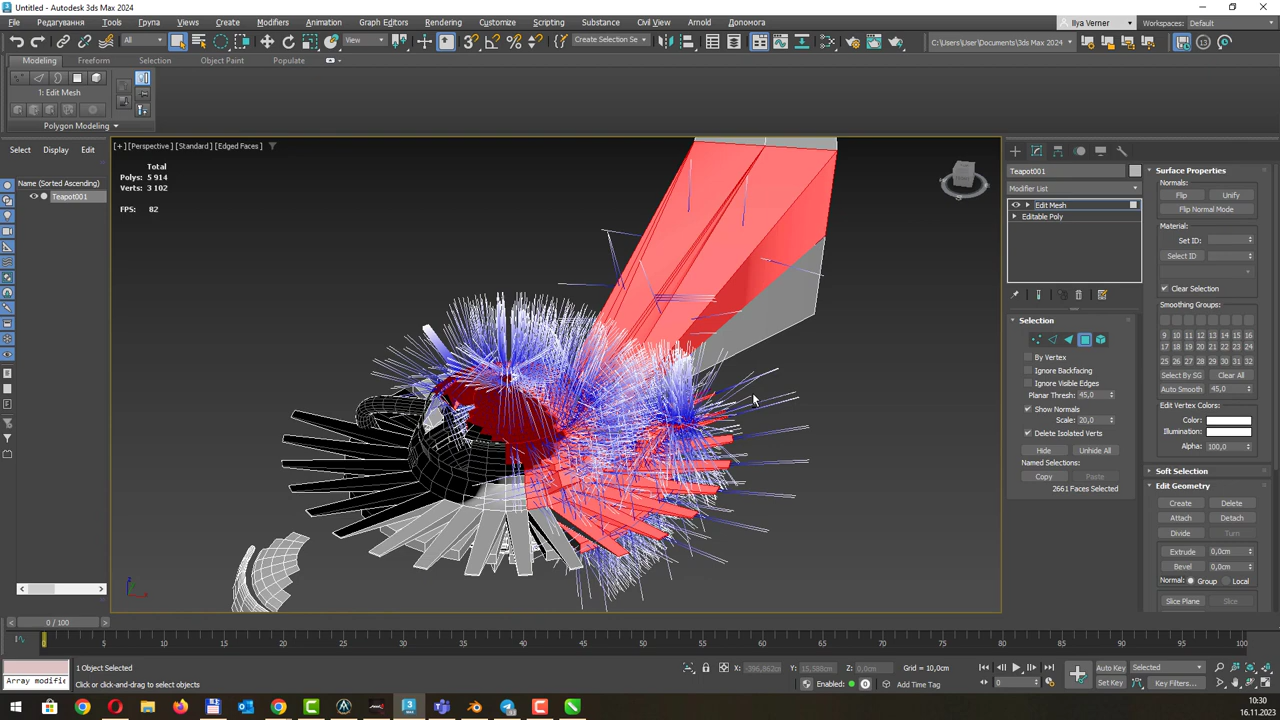 Untitled - Autodesk 3ds Max 2024
File Редагування Tools Група Views Create Modifiers Animation Graph Editors Rendering Customize Scripting Substance Civil View Arnold Допомога
Ilya Verner Workspaces: Default
All View Create Selection Se C:\Users\User\Documents\3ds Max 2024
Modeling Freeform Selection Object Paint Populate
1: Edit Mesh
Polygon Modeling
Select Display Edit
Name (Sorted Ascending)
Teapot001
[+] [Perspective] [Standard] [Edged Faces]
Total
Polys: 5 914
Verts: 3 102
FPS: 82
Teapot001
Modifier List
Edit Mesh
Editable Poly
Selection
By Vertex
Ignore Backfacing
Ignore Visible Edges
Planar Thresh: 45,0
Show Normals
Scale: 20,0
Delete Isolated Verts
Hide Unhide All
Named Selections:
Copy Paste
2661 Faces Selected
Surface Properties
Normals:
Flip Unify
Flip Normal Mode
Material:
Set ID:
Select ID
Clear Selection
Smoothing Groups:
9 10 11 12 13 14 15 16
17 18 19 20 21 22 23 24
25 26 27 28 29 30 31 32
Select By SG Clear All
Auto Smooth 45,0
Edit Vertex Colors:
Color:
Illumination:
Alpha: 100,0
Soft Selection
Edit Geometry
Create Delete
Attach Detach
Divide Turn
Extrude 0,0cm
Bevel 0,0cm
Normal: Group Local
Slice Plane Slice
0 / 100
0 5 10 15 20 25 30 35 40 45 50 55 60 65 70 75 80 85 90 95 100
1 Object Selected
Click or click-and-drag to select objects
Array modifie
X: -396,862cm Y: 15,588cm Z: 0,0cm Grid = 10,0cm
Enabled: Add Time Tag
Auto Key Selected
Set Key Key Filters...
0
10:30
16.11.2023